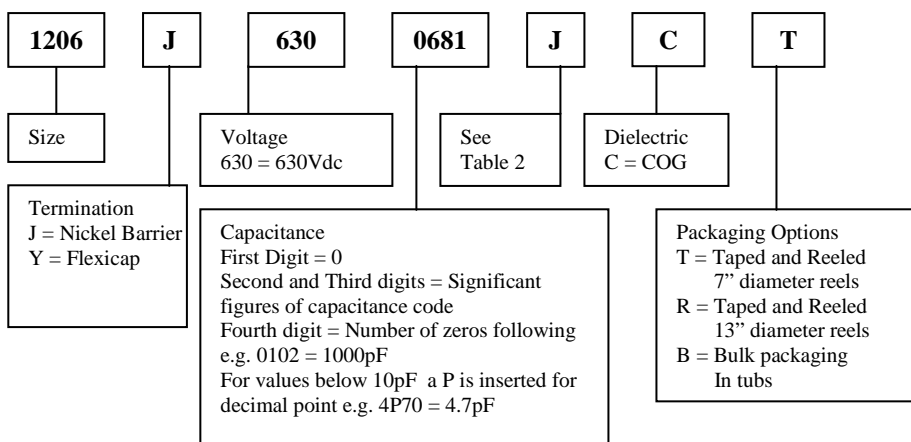 1206 J 630 0681 J C T
Size
Voltage
630 = 630Vdc
See
Table 2
Dielectric
C = COG
Termination
J = Nickel Barrier
Y = Flexicap
Capacitance
First Digit = 0
Second and Third digits = Significant
figures of capacitance code
Fourth digit = Number of zeros following
e.g. 0102 = 1000pF
For values below 10pF a P is inserted for
decimal point e.g. 4P70 = 4.7pF
Packaging Options
T = Taped and Reeled
7” diameter reels
R = Taped and Reeled
13” diameter reels
B = Bulk packaging
In tubs